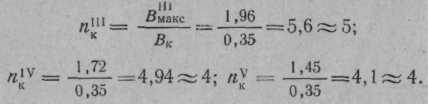 n_к^III = B_макс^III / B_к = 1,96 / 0,35 = 5,6 ≈ 5;
n_к^IV = 1,72 / 0,35 = 4,94 ≈ 4; n_к^V = 1,45 / 0,35 = 4,1 ≈ 4.